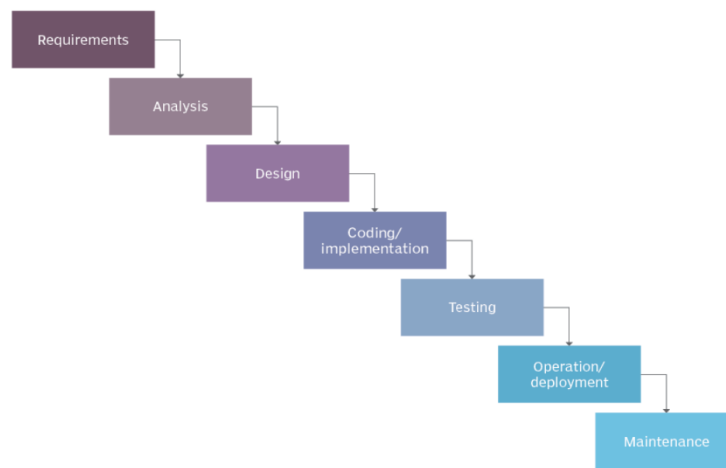 Requirements
Analysis
Design
Coding/
implementation
Testing
Operation/
deployment
Maintenance